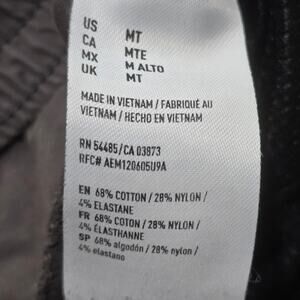 US MT
CA MTE
MX M ALTO
UK MT
MADE IN VIETNAM / FABRIQUÉ AU
VIETNAM / HECHO EN VIETNAM
RN 54485/CA 03873
RFC# AEM120605U9A
EN 68% COTTON / 28% NYLON /
4% ELASTANE
FR 68% COTON / 28% NYLON /
4% ÉLASTHANNE
SP 68% algodón / 28% nylon /
4% elastano